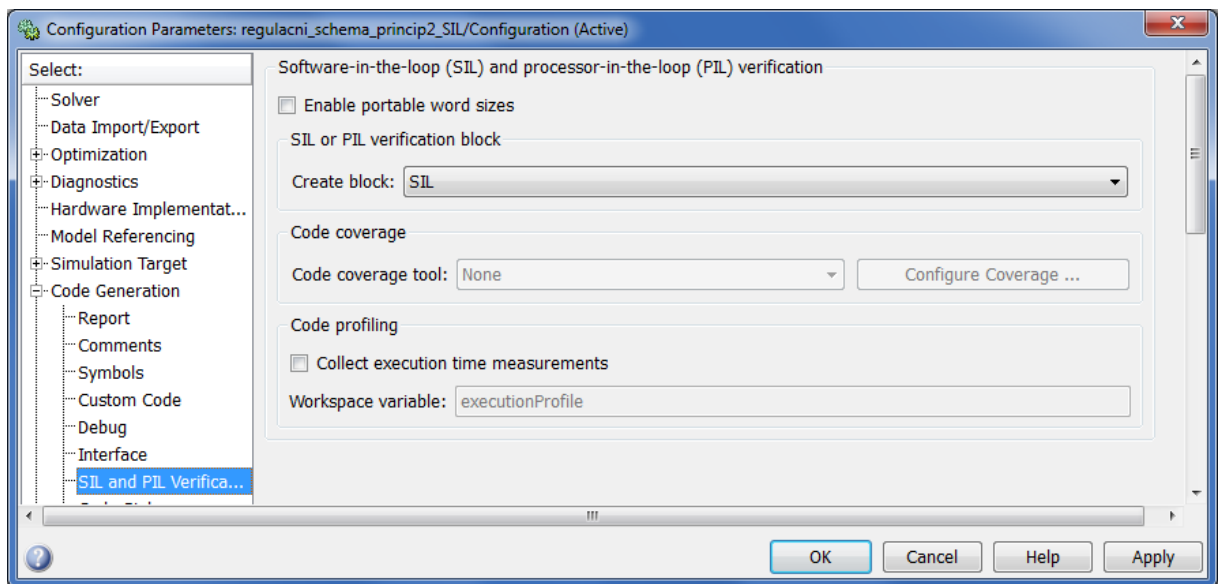 Configuration Parameters: regulacni_schema_princip2_SIL/Configuration (Active)
Select:
Solver
Data Import/Export
Optimization
Diagnostics
Hardware Implementat...
Model Referencing
Simulation Target
Code Generation
Report
Comments
Symbols
Custom Code
Debug
Interface
SIL and PIL Verifica...
Software-in-the-loop (SIL) and processor-in-the-loop (PIL) verification
Enable portable word sizes
SIL or PIL verification block
Create block: SIL
Code coverage
Code coverage tool: None Configure Coverage ...
Code profiling
Collect execution time measurements
Workspace variable: executionProfile
OK Cancel Help Apply